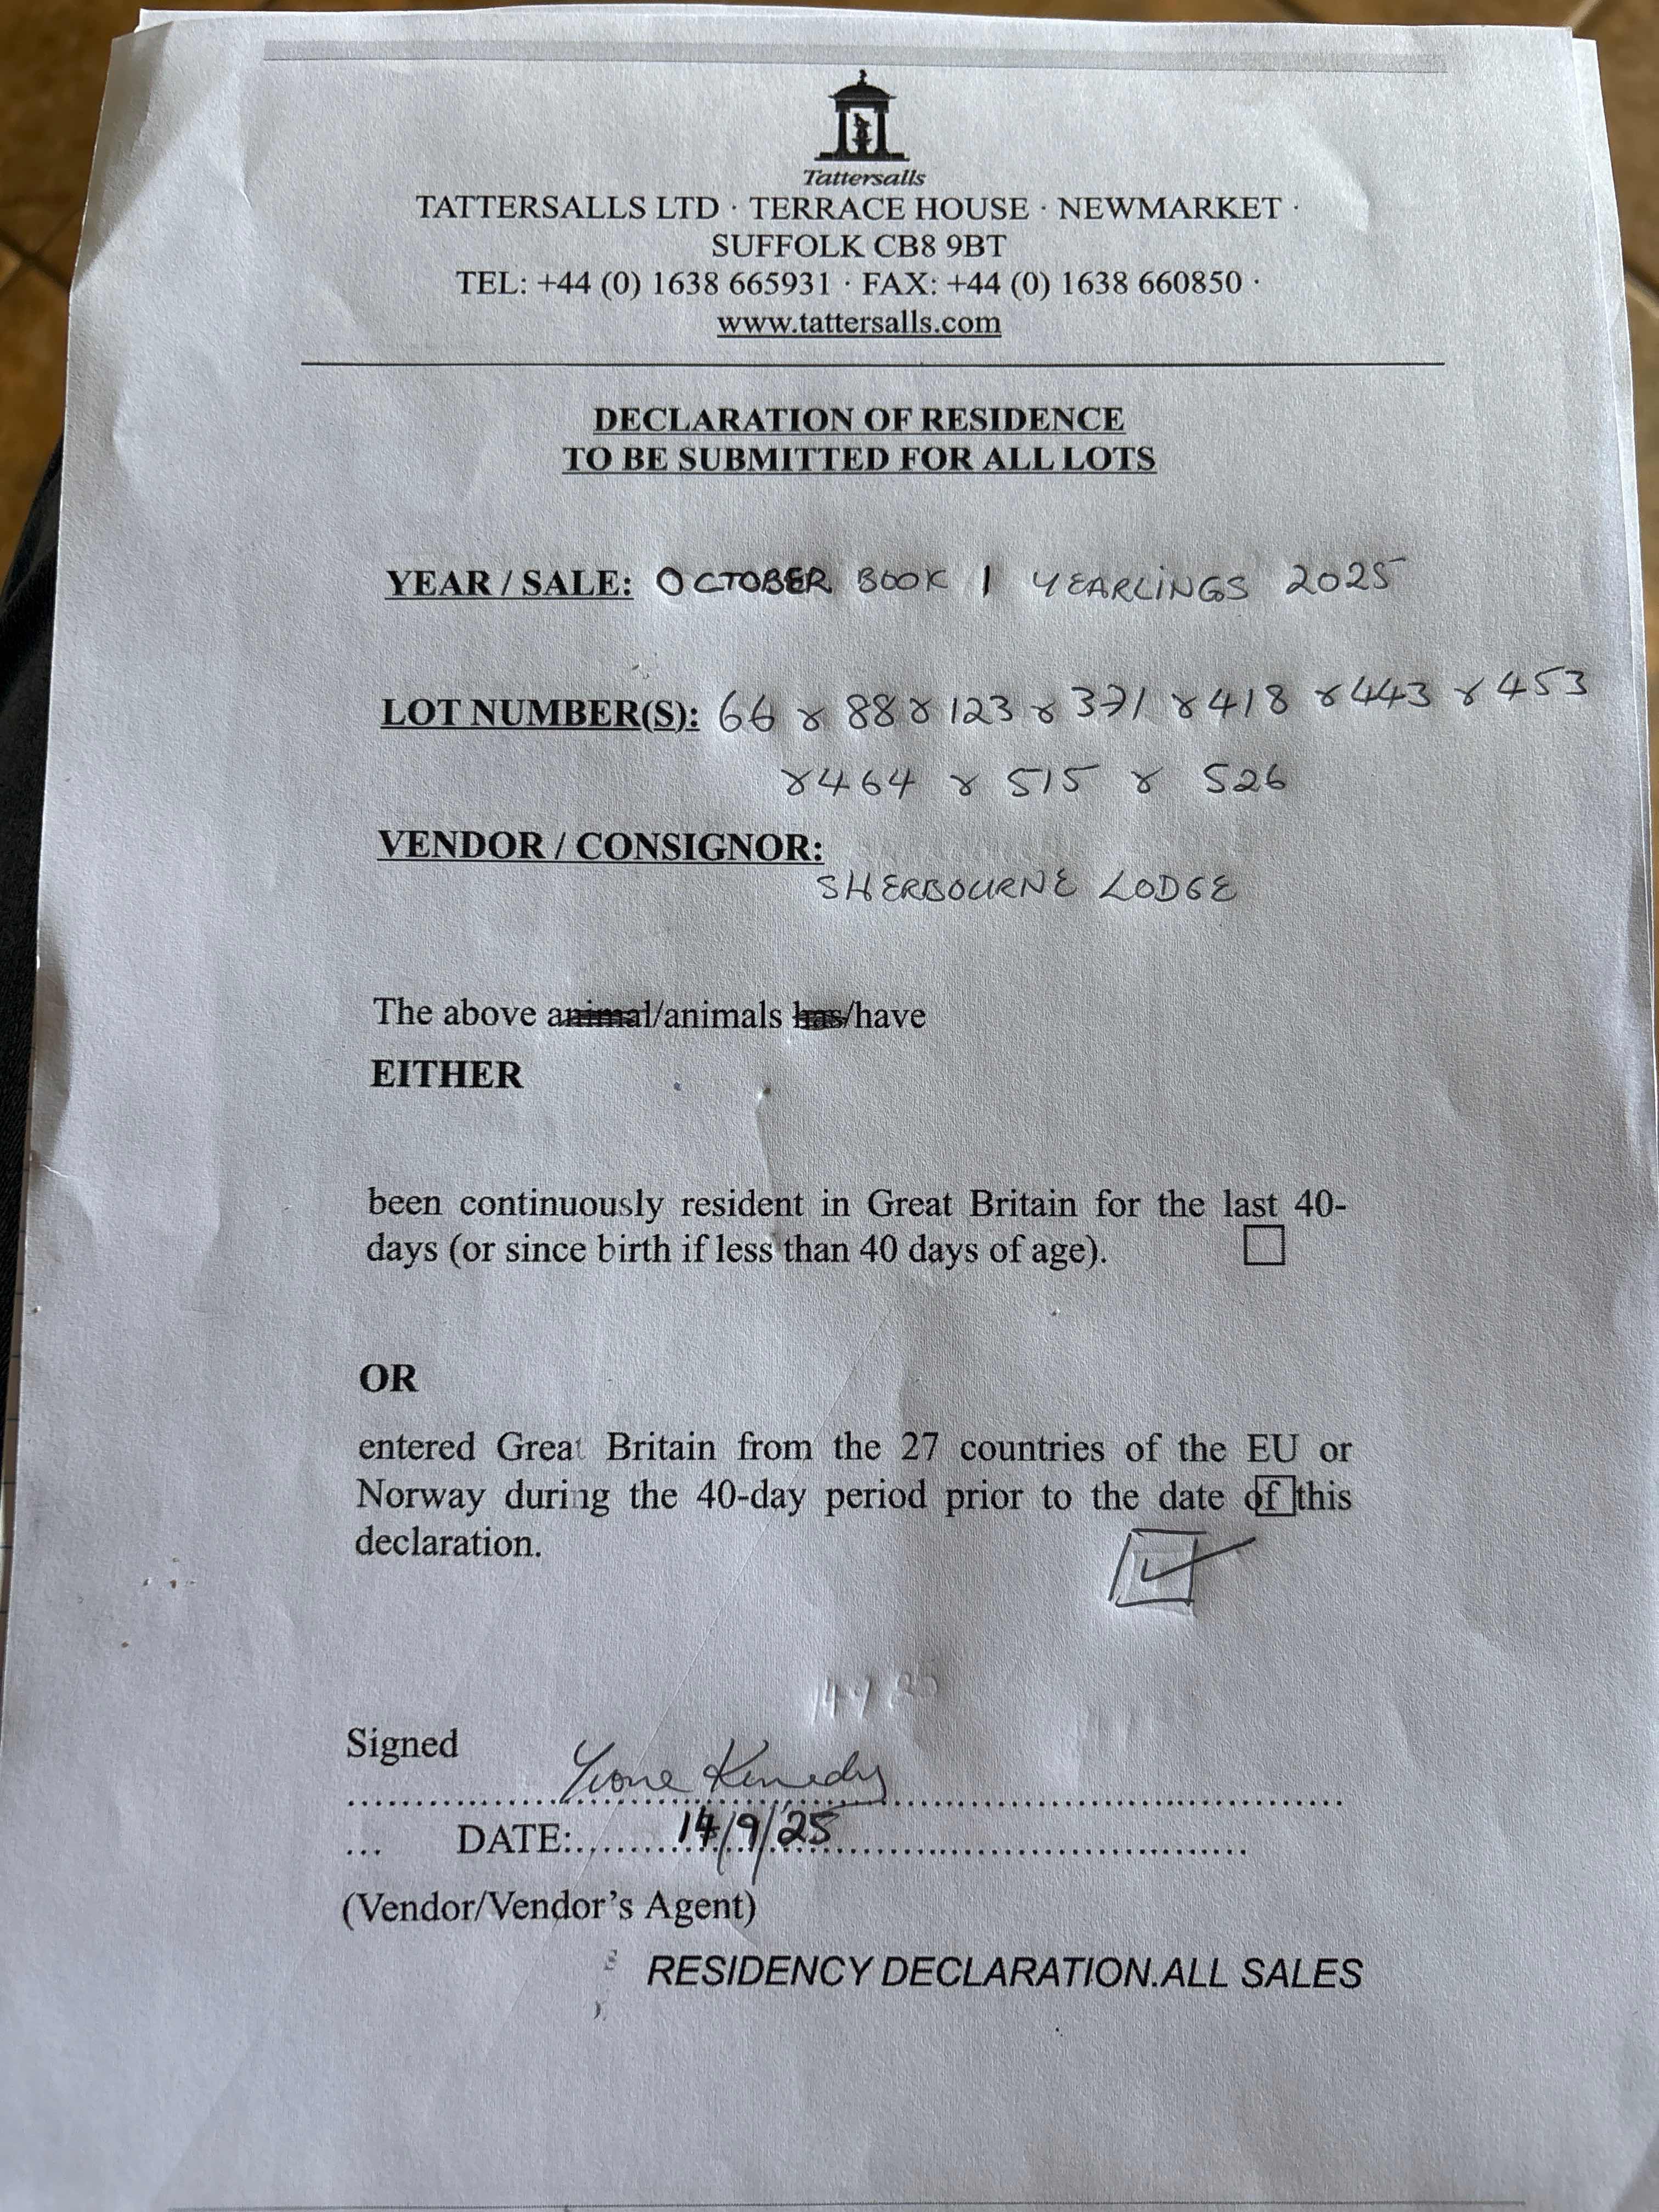 Tattersalls
TATTERSALLS LTD · TERRACE HOUSE · NEWMARKET ·
SUFFOLK CB8 9BT
TEL: +44 (0) 1638 665931 · FAX: +44 (0) 1638 660850 ·
www.tattersalls.com
DECLARATION OF RESIDENCE
TO BE SUBMITTED FOR ALL LOTS
YEAR / SALE: OCTOBER BOOK 1 YEARLINGS 2025
LOT NUMBER(S): 66 & 88 & 123 & 371 & 418 & 443 & 453
& 464 & 515 & 526
VENDOR / CONSIGNOR:
SHERBOURNE LODGE
The above animal/animals has/have
EITHER
been continuously resident in Great Britain for the last 40-
days (or since birth if less than 40 days of age).
OR
entered Great Britain from the 27 countries of the EU or
Norway during the 40-day period prior to the date of this
declaration.
Signed
Yvonne Kennedy
... DATE: 14/9/25
(Vendor/Vendor's Agent)
RESIDENCY DECLARATION.ALL SALES